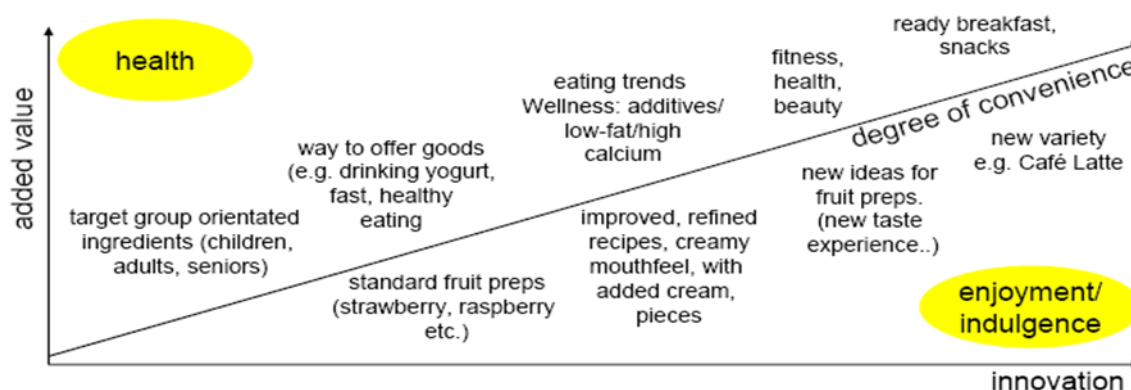 health
added value
target group orientated
ingredients (children,
adults, seniors)
way to offer goods
(e.g. drinking yogurt,
fast, healthy
eating
eating trends
Wellness: additives/
low-fat/high
calcium
fitness,
health,
beauty
ready breakfast,
snacks
degree of convenience
standard fruit preps
(strawberry, raspberry
etc.)
improved, refined
recipes, creamy
mouthfeel, with
added cream,
pieces
new ideas for
fruit preps.
(new taste
experience..)
new variety
e.g. Café Latte
enjoyment/
indulgence
innovation